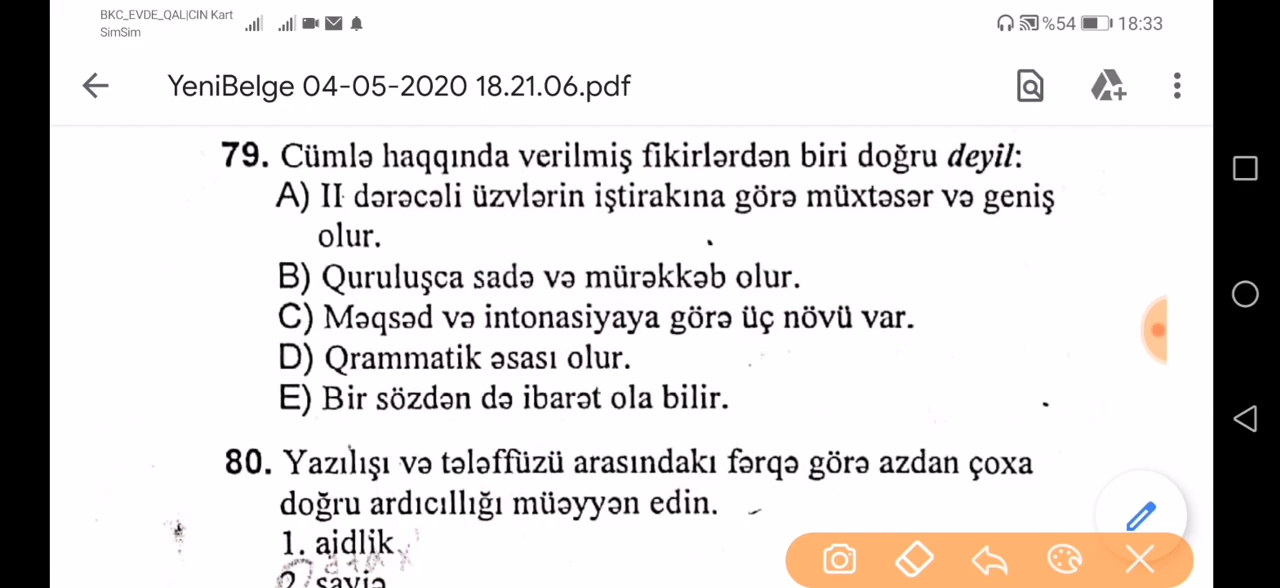 BKC_EVDE_QAL|CIN Kart
SimSim
%54
18:33
YeniBelge 04-05-2020 18.21.06.pdf
79. Cümlə haqqında verilmiş fikirlərdən biri doğru deyil:
A) II dərəcəli üzvlərin iştirakına görə müxtəsər və geniş
olur.
B) Quruluşca sadə və mürəkkəb olur.
C) Məqsəd və intonasiyaya görə üç növü var.
D) Qrammatik əsası olur.
E) Bir sözdən də ibarət ola bilir.
80. Yazılışı və tələffüzü arasındakı fərqə görə azdan çoxa
doğru ardıcıllığı müəyyən edin.
1. aidlik
2. səviə